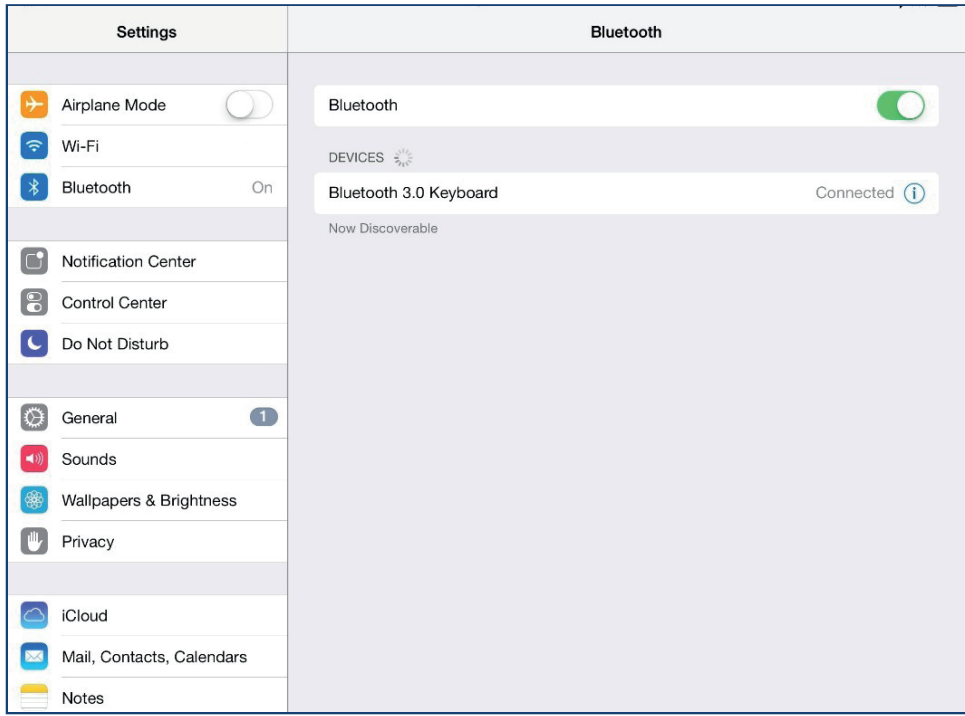 Settings
Airplane Mode
Wi-Fi
Bluetooth On
Notification Center
Control Center
Do Not Disturb
General 1
Sounds
Wallpapers & Brightness
Privacy
iCloud
Mail, Contacts, Calendars
Notes
Bluetooth
Bluetooth
DEVICES
Bluetooth 3.0 Keyboard Connected
Now Discoverable